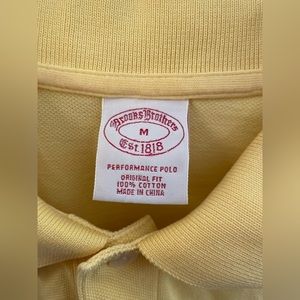 Brooks Brothers
M
Est. 1818
PERFORMANCE POLO
ORIGINAL FIT
100% COTTON
MADE IN CHINA